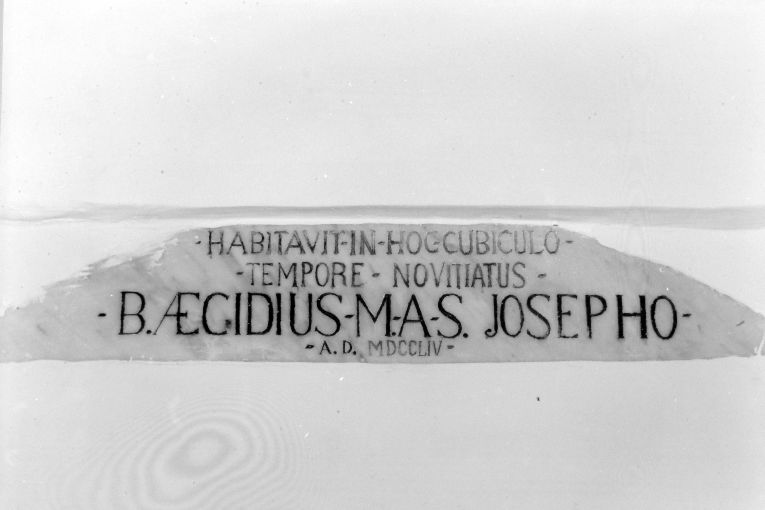 -HABITAVIT-IN-HOC-CUBICULO-
-TEMPORE- NOVITIATUS-
-B.ÆGIDIUS-M-A-S. JOSEPHO-
-A.D. MDCCLIV-